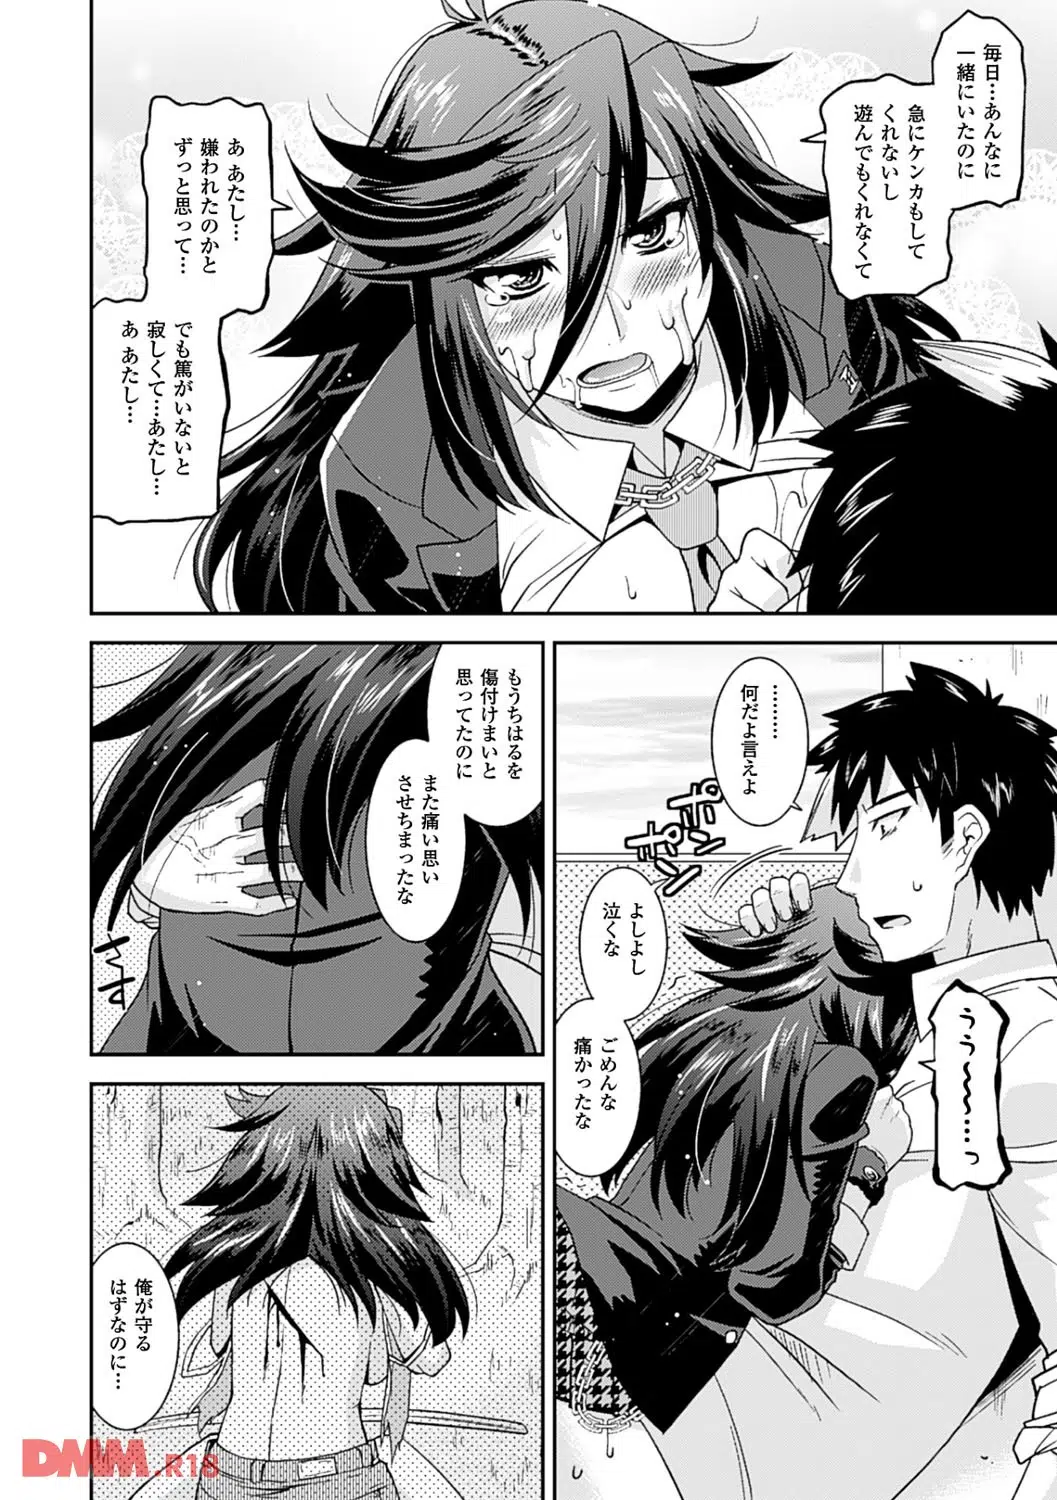 毎日…あんなに
一緒にいたのに
急にケンカもして
くれないし
遊んでもくれなくて
あ あたし…
嫌われたのかと
ずっと思って…
でも篤がいないと
寂しくて…あたし…
あ あたし…
………
何だよ言えよ
ポンポン
よしよし
泣くな
ごめんな
痛かったな
うう〜〜…っ
もうちはるを
傷付けまいと
思ってたのに
また痛い思い
させちまったな
さす
俺が守る
はずなのに…
DMM.R18